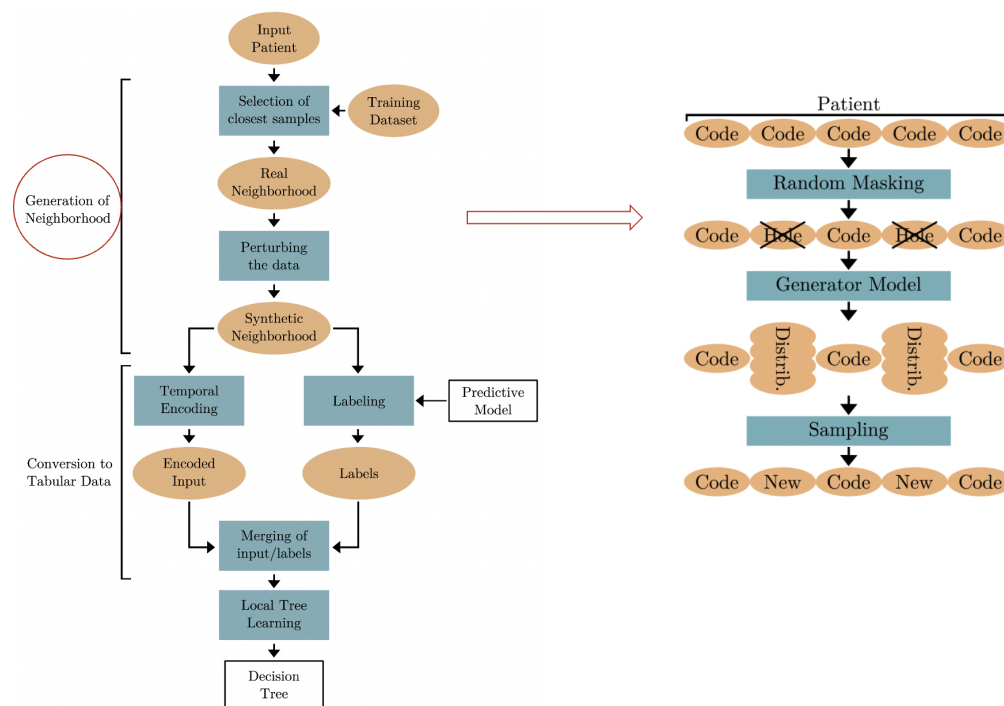 Input
Patient
Selection of
closest samples
Training
Dataset
Real
Neighborhood
Generation of
Neighborhood
Perturbing
the data
Synthetic
Neighborhood
Temporal
Encoding
Labeling
Predictive
Model
Conversion to
Tabular Data
Encoded
Input
Labels
Merging of
input/labels
Local Tree
Learning
Decision
Tree
Patient
Code Code Code Code Code
Random Masking
Code Hole Code Hole Code
Generator Model
Code Distrib. Code Distrib. Code
Sampling
Code New Code New Code